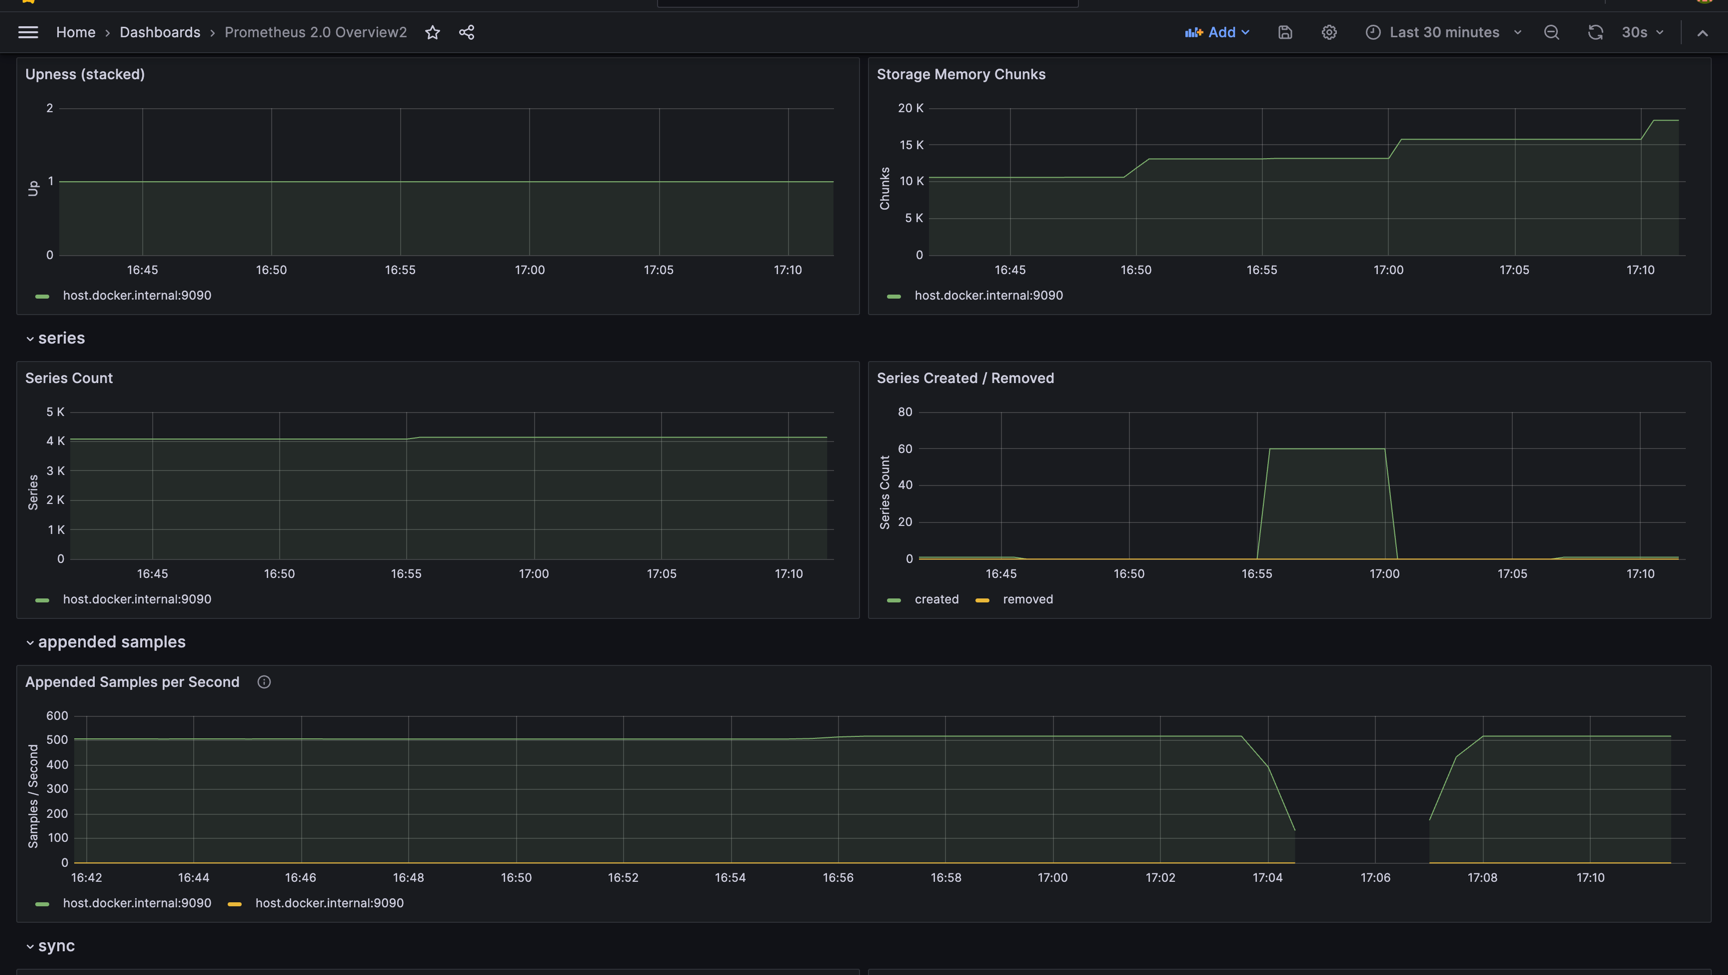 Home › Dashboards › Prometheus 2.0 Overview2
Add
Last 30 minutes
30s
Upness (stacked)
2
1
0
Up
16:45 16:50 16:55 17:00 17:05 17:10
host.docker.internal:9090
Storage Memory Chunks
20 K
15 K
10 K
5 K
0
Chunks
16:45 16:50 16:55 17:00 17:05 17:10
host.docker.internal:9090
series
Series Count
5 K
4 K
3 K
2 K
1 K
0
Series
16:45 16:50 16:55 17:00 17:05 17:10
host.docker.internal:9090
Series Created / Removed
80
60
40
20
0
Series Count
16:45 16:50 16:55 17:00 17:05 17:10
created removed
appended samples
Appended Samples per Second
600
500
400
300
200
100
0
Samples / Second
16:42 16:44 16:46 16:48 16:50 16:52 16:54 16:56 16:58 17:00 17:02 17:04 17:06 17:08 17:10
host.docker.internal:9090 host.docker.internal:9090
sync